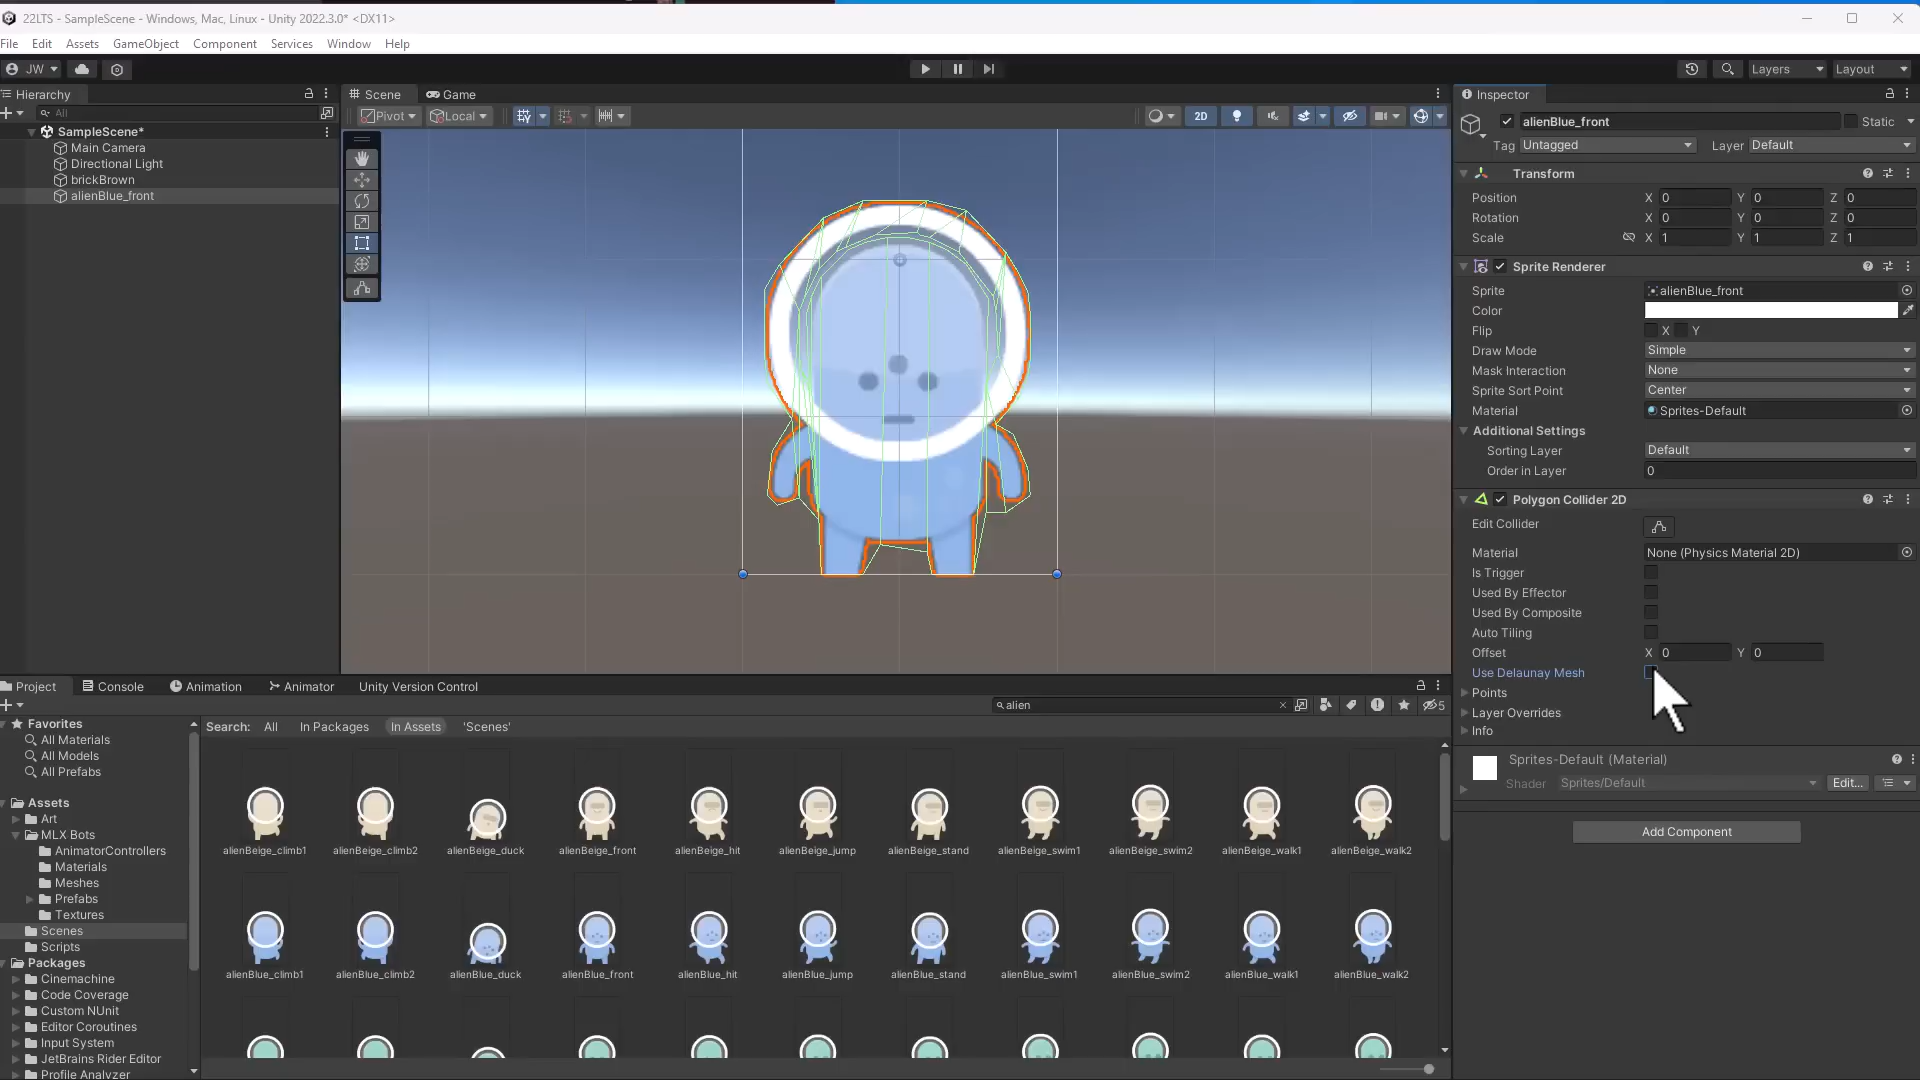 22LTS - SampleScene - Windows, Mac, Linux - Unity 2022.3.0* <DX11>
File Edit Assets GameObject Component Services Window Help
JW Layers Layout
Hierarchy
All
SampleScene*
Main Camera
Directional Light
brickBrown
alienBlue_front
Scene Game
Pivot Local 2D
Inspector
alienBlue_front Static
Tag Untagged Layer Default
Transform
Position X 0 Y 0 Z 0
Rotation X 0 Y 0 Z 0
Scale X 1 Y 1 Z 1
Sprite Renderer
Sprite alienBlue_front
Color
Flip X Y
Draw Mode Simple
Mask Interaction None
Sprite Sort Point Center
Material Sprites-Default
Additional Settings
Sorting Layer Default
Order in Layer 0
Polygon Collider 2D
Edit Collider
Material None (Physics Material 2D)
Is Trigger
Used By Effector
Used By Composite
Auto Tiling
Offset X 0 Y 0
Use Delaunay Mesh
Points
Layer Overrides
Info
Sprites-Default (Material)
Shader Sprites/Default Edit...
Add Component
Project Console Animation Animator Unity Version Control
alien 5
Favorites
All Materials
All Models
All Prefabs
Assets
Art
MLX Bots
AnimatorControllers
Materials
Meshes
Prefabs
Textures
Scenes
Scripts
Packages
Cinemachine
Code Coverage
Custom NUnit
Editor Coroutines
Input System
JetBrains Rider Editor
Profile Analyzer
Search: All In Packages In Assets 'Scenes'
alienBeige_climb1 alienBeige_climb2 alienBeige_duck alienBeige_front alienBeige_hit alienBeige_jump alienBeige_stand alienBeige_swim1 alienBeige_swim2 alienBeige_walk1 alienBeige_walk2
alienBlue_climb1 alienBlue_climb2 alienBlue_duck alienBlue_front alienBlue_hit alienBlue_jump alienBlue_stand alienBlue_swim1 alienBlue_swim2 alienBlue_walk1 alienBlue_walk2